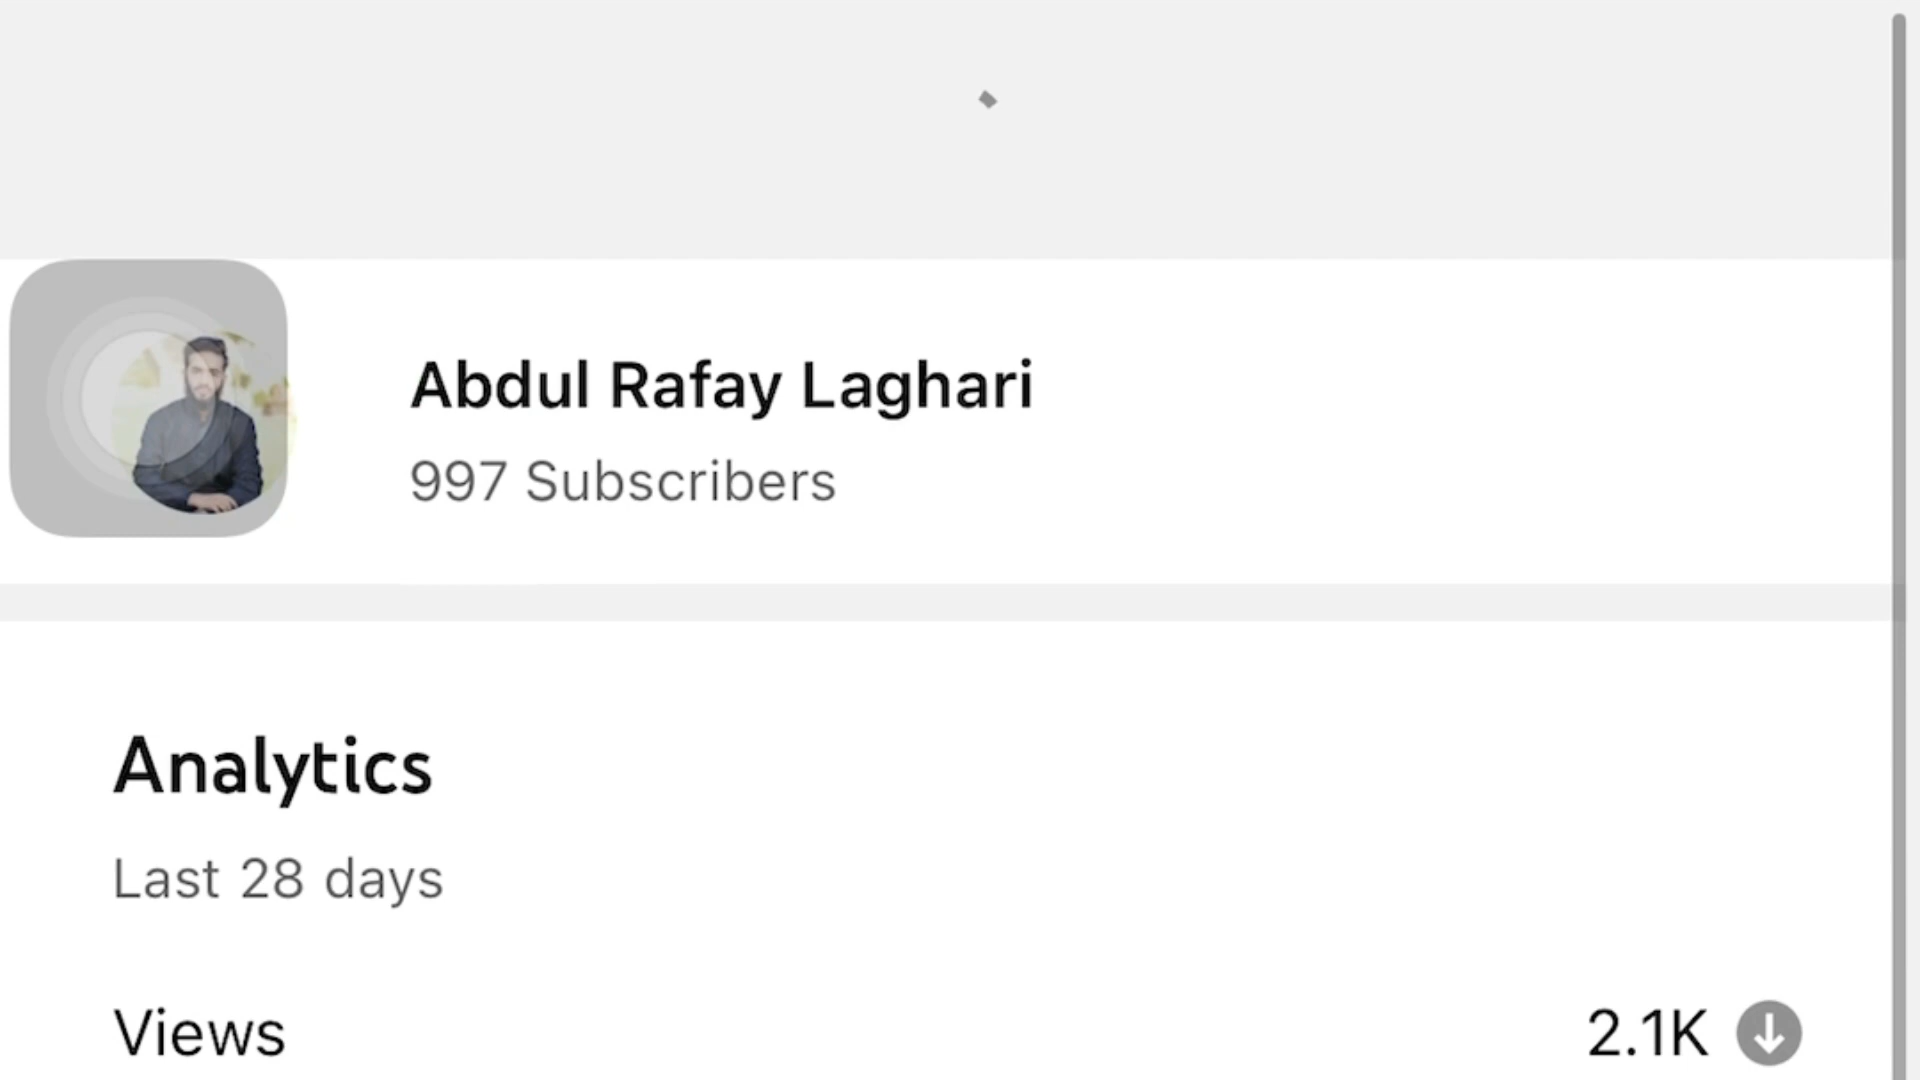 Abdul Rafay Laghari
997 Subscribers
Analytics
Last 28 days
Views 2.1K